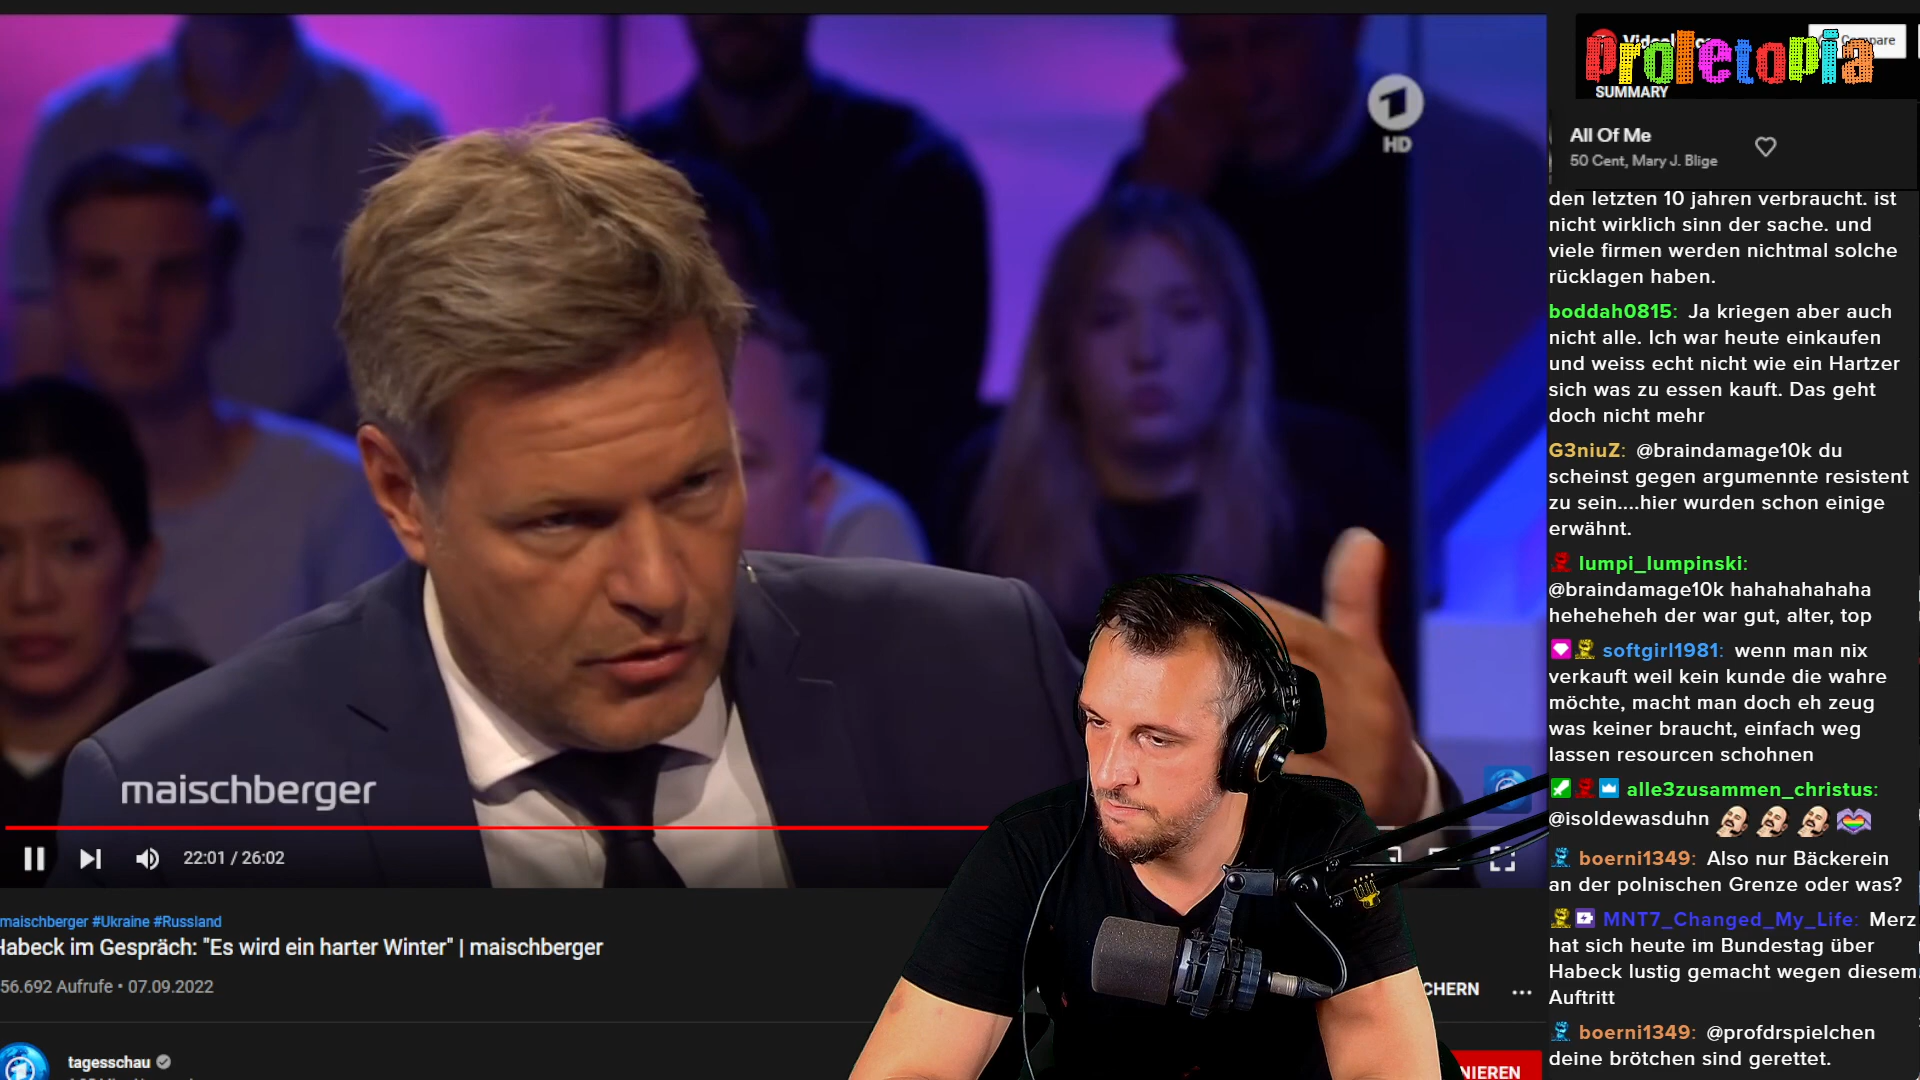 HD
maischberger
22:01 / 26:02
maischberger #Ukraine #Russland
Habeck im Gespräch: "Es wird ein harter Winter" | maischberger
56.692 Aufrufe • 07.09.2022
CHERN
tagesschau
NIEREN
Compare
Proletopia
SUMMARY
All Of Me
50 Cent, Mary J. Blige
den letzten 10 jahren verbraucht. ist
nicht wirklich sinn der sache. und
viele firmen werden nichtmal solche
rücklagen haben.
boddah0815: Ja kriegen aber auch
nicht alle. Ich war heute einkaufen
und weiss echt nicht wie ein Hartzer
sich was zu essen kauft. Das geht
doch nicht mehr
G3niuZ: @braindamage10k du
scheinst gegen argumennte resistent
zu sein....hier wurden schon einige
erwähnt.
lumpi_lumpinski:
@braindamage10k hahahahahaha
heheheheh der war gut, alter, top
softgirl1981: wenn man nix
verkauft weil kein kunde die wahre
möchte, macht man doch eh zeug
was keiner braucht, einfach weg
lassen resourcen schohnen
alle3zusammen_christus:
@isoldewasduhn
boerni1349: Also nur Bäckerein
an der polnischen Grenze oder was?
MNT7_Changed_My_Life: Merz
hat sich heute im Bundestag über
Habeck lustig gemacht wegen diesem
Auftritt
boerni1349: @profdrspielchen
deine brötchen sind gerettet.